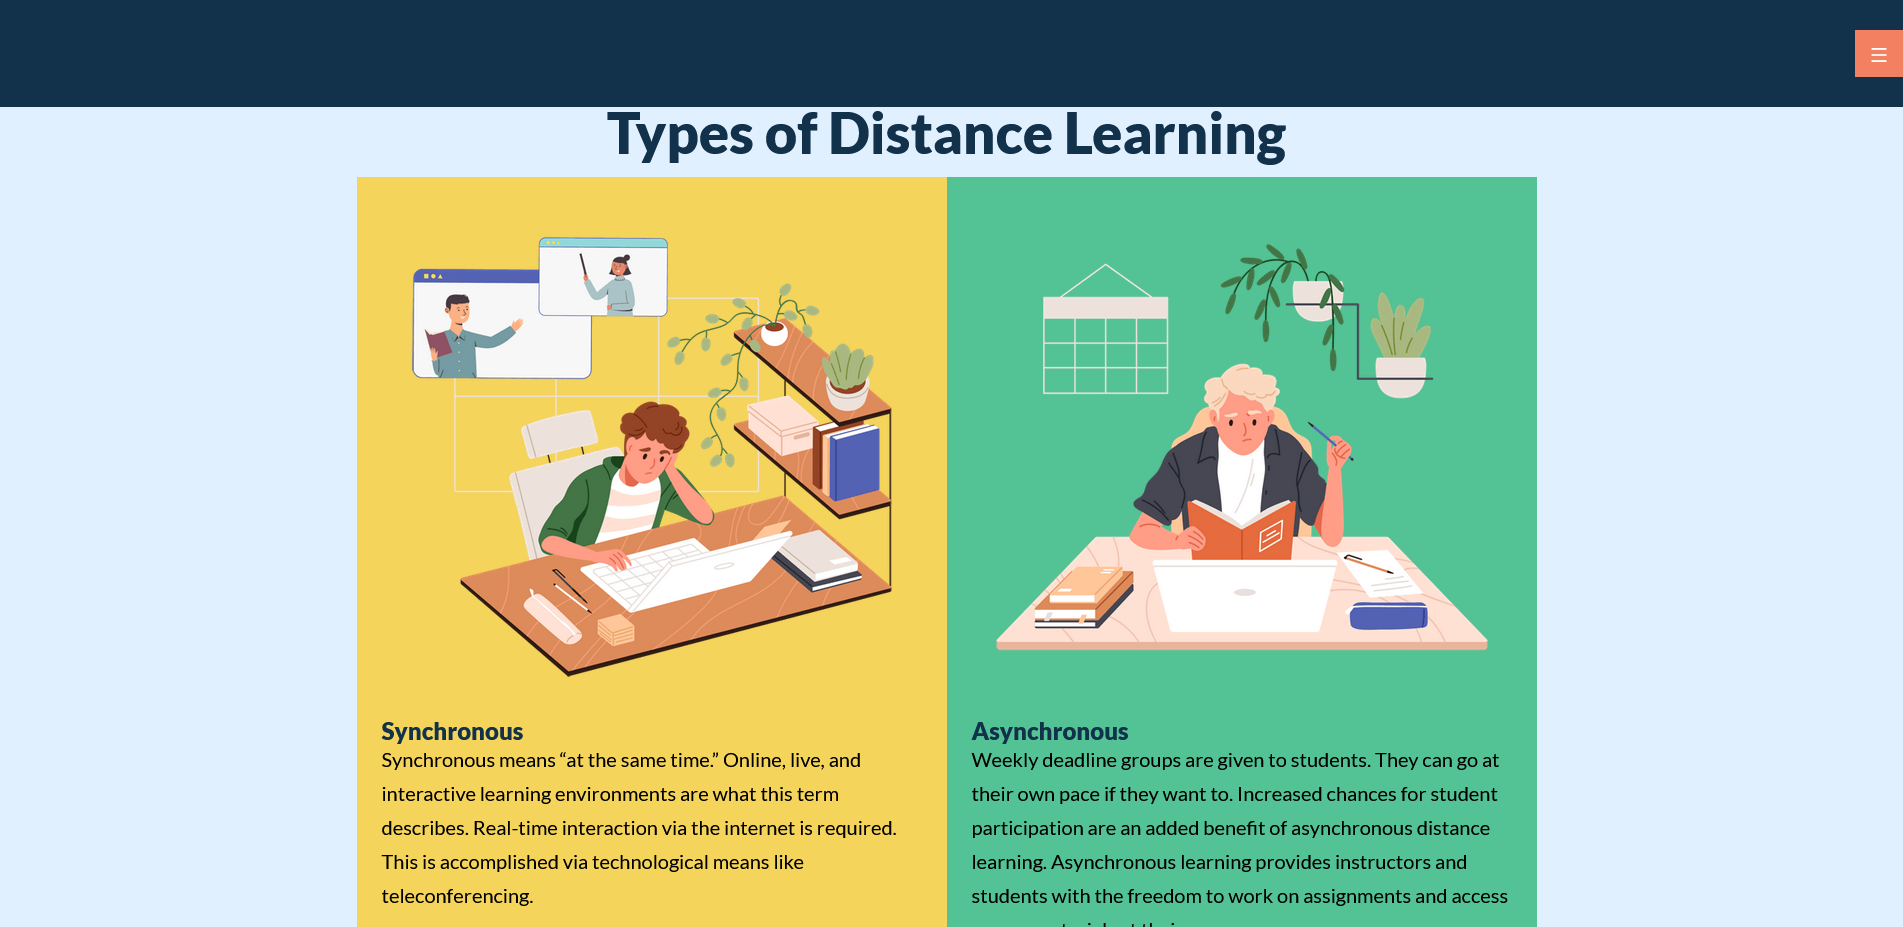 Types of Distance Learning
Synchronous
Synchronous means “at the same time.” Online, live, and
interactive learning environments are what this term
describes. Real-time interaction via the internet is required.
This is accomplished via technological means like
teleconferencing.
Asynchronous
Weekly deadline groups are given to students. They can go at
their own pace if they want to. Increased chances for student
participation are an added benefit of asynchronous distance
learning. Asynchronous learning provides instructors and
students with the freedom to work on assignments and access